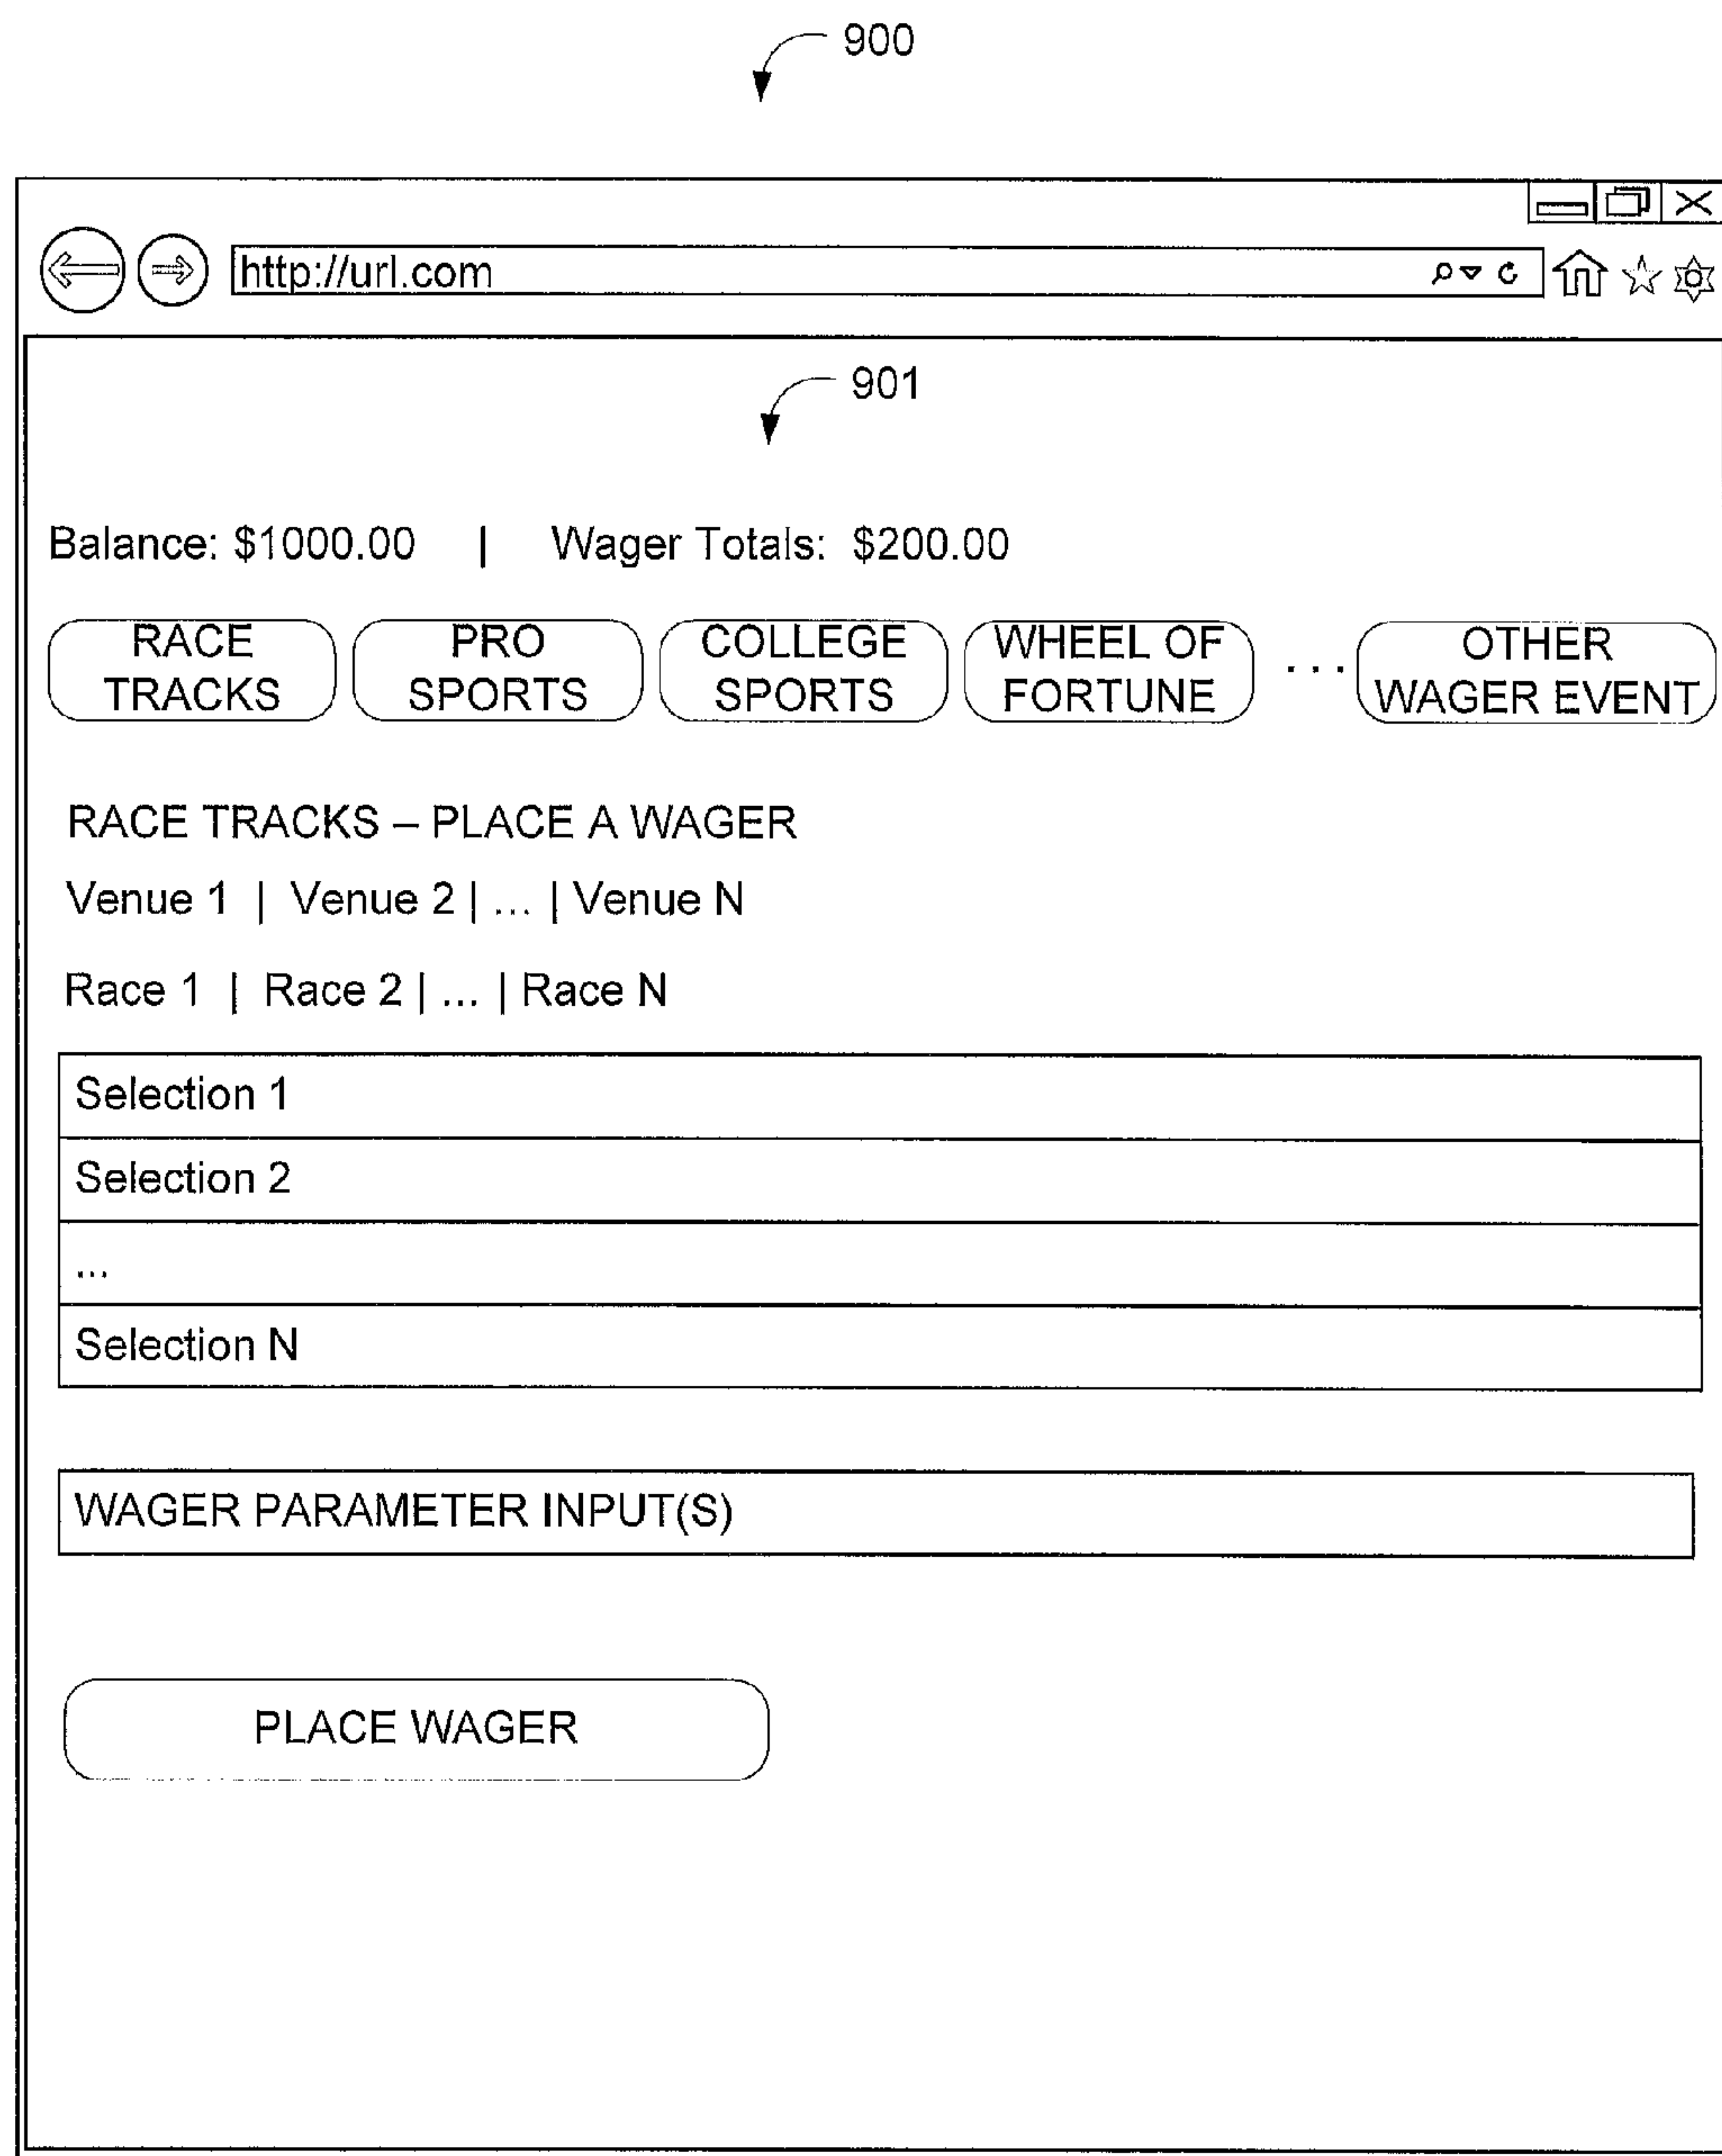 900
http://url.com
901
Balance: $1000.00 | Wager Totals: $200.00
RACE TRACKS
PRO SPORTS
COLLEGE SPORTS
WHEEL OF FORTUNE
...
OTHER WAGER EVENT
RACE TRACKS – PLACE A WAGER
Venue 1 | Venue 2 | ... | Venue N
Race 1 | Race 2 | ... | Race N
Selection 1
Selection 2
...
Selection N
WAGER PARAMETER INPUT(S)
PLACE WAGER